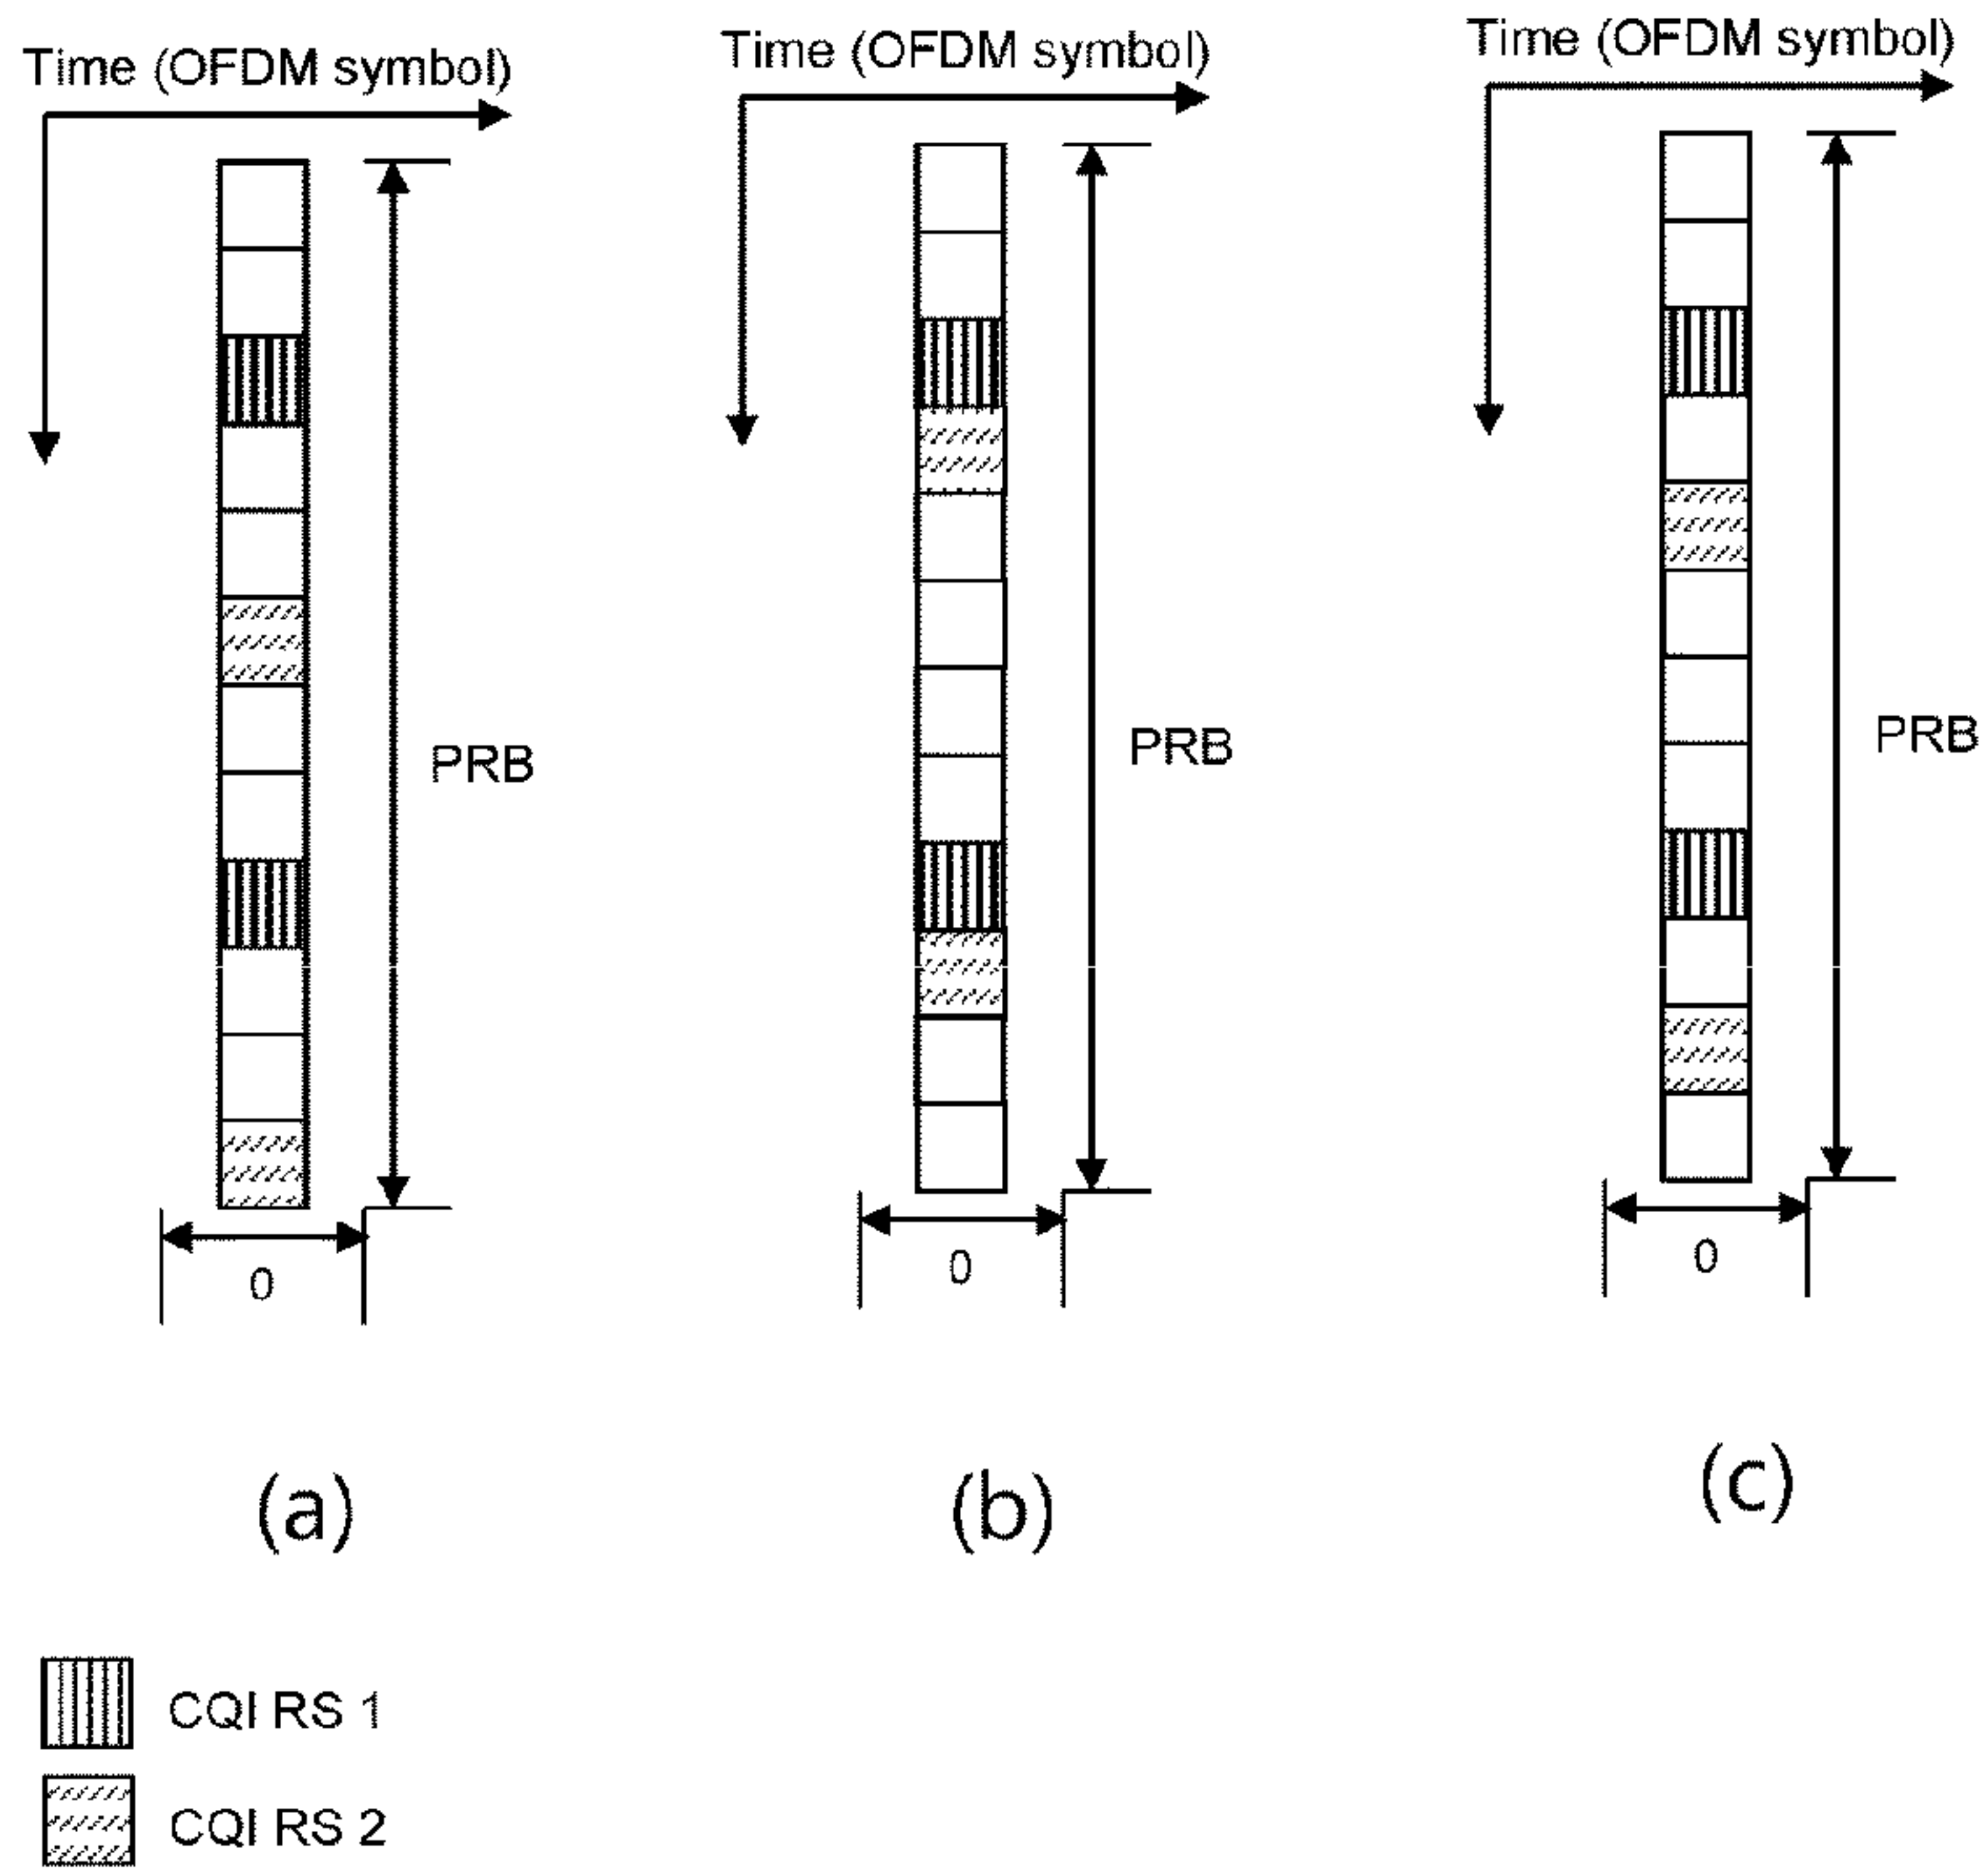 Time (OFDM symbol)
Time (OFDM symbol)
Time (OFDM symbol)
PRB
PRB
PRB
0
0
0
(a)
(b)
(c)
CQI RS 1
CQI RS 2